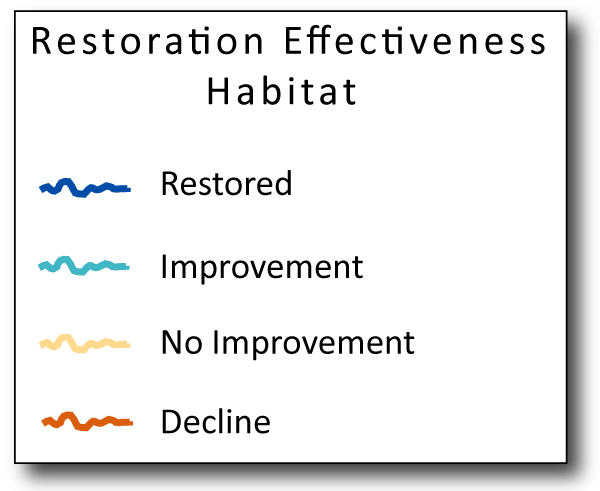 Restoration Effectiveness
Habitat
Restored
Improvement
No Improvement
Decline